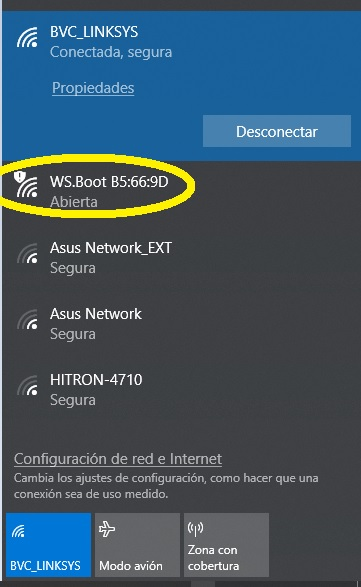 BVC_LINKSYS
Conectada, segura
Propiedades
Desconectar
WS.Boot B5:66:9D
Abierta
Asus Network_EXT
Segura
Asus Network
Segura
HITRON-4710
Segura
Configuración de red e Internet
Cambia los ajustes de configuración, como hacer que una
conexión sea de uso medido.
BVC_LINKSYS
Modo avión
Zona con
cobertura